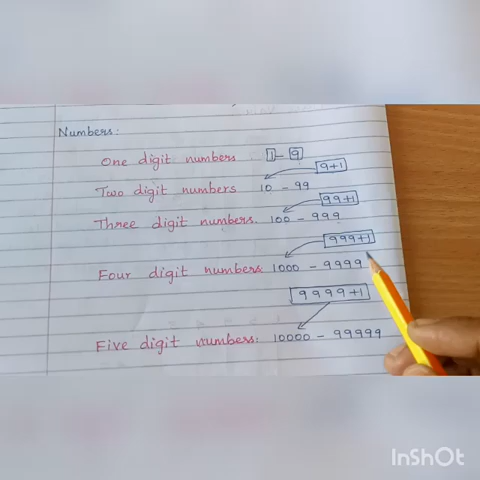 Numbers:
One digit numbers 1 - 9
9+1
Two digit numbers 10 - 99
99+1
Three digit numbers. 100 - 999
999+1
Four digit numbers 1000 - 9999
9999+1
Five digit numbers: 10000 - 99999
InShOt